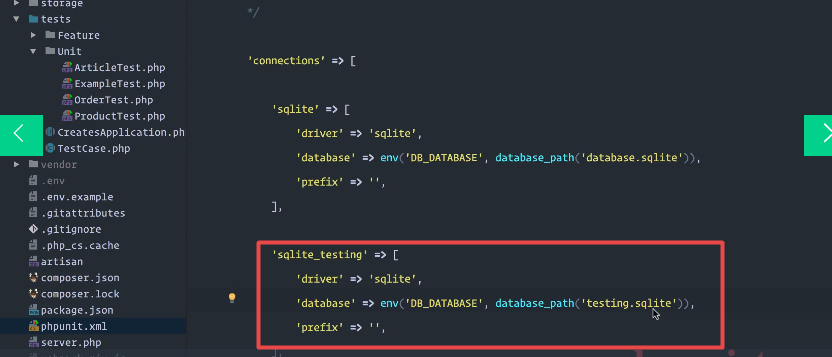 storage
tests
Feature
Unit
ArticleTest.php
ExampleTest.php
OrderTest.php
ProductTest.php
CreatesApplication.ph
TestCase.php
vendor
.env
.env.example
.gitattributes
.gitignore
.php_cs.cache
artisan
composer.json
composer.lock
package.json
phpunit.xml
server.php
*/
'connections' => [
'sqlite' => [
'driver' => 'sqlite',
'database' => env('DB_DATABASE', database_path('database.sqlite')),
'prefix' => '',
],
'sqlite_testing' => [
'driver' => 'sqlite',
'database' => env('DB_DATABASE', database_path('testing.sqlite')),
'prefix' => '',